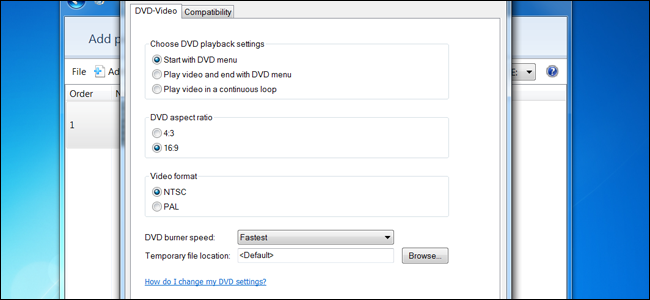 DVD-Video Compatibility
Add p
Choose DVD playback settings
Start with DVD menu
File Ad
Play video and end with DVD menu
E:
Order N
Play video in a continuous loop
1
DVD aspect ratio
4:3
16:9
Video format
NTSC
PAL
DVD burner speed: Fastest
Temporary file location: <Default> Browse...
How do I change my DVD settings?